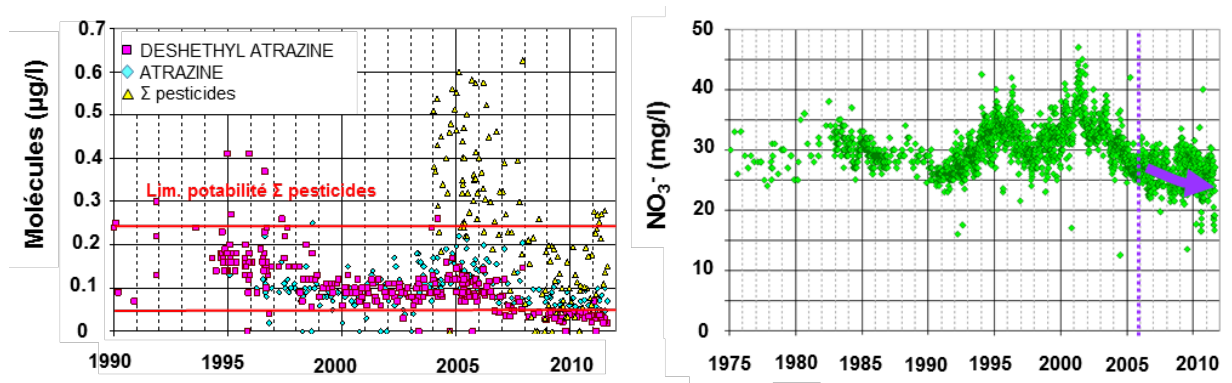 Molécules (µg/l)
0.7
0.6
0.5
0.4
0.3
0.2
0.1
0
DESHETHYL ATRAZINE
ATRAZINE
Σ pesticides
Lim. potabilité Σ pesticides
1990 1995 2000 2005 2010
NO₃⁻ (mg/l)
50
40
30
20
10
0
1975 1980 1985 1990 1995 2000 2005 2010